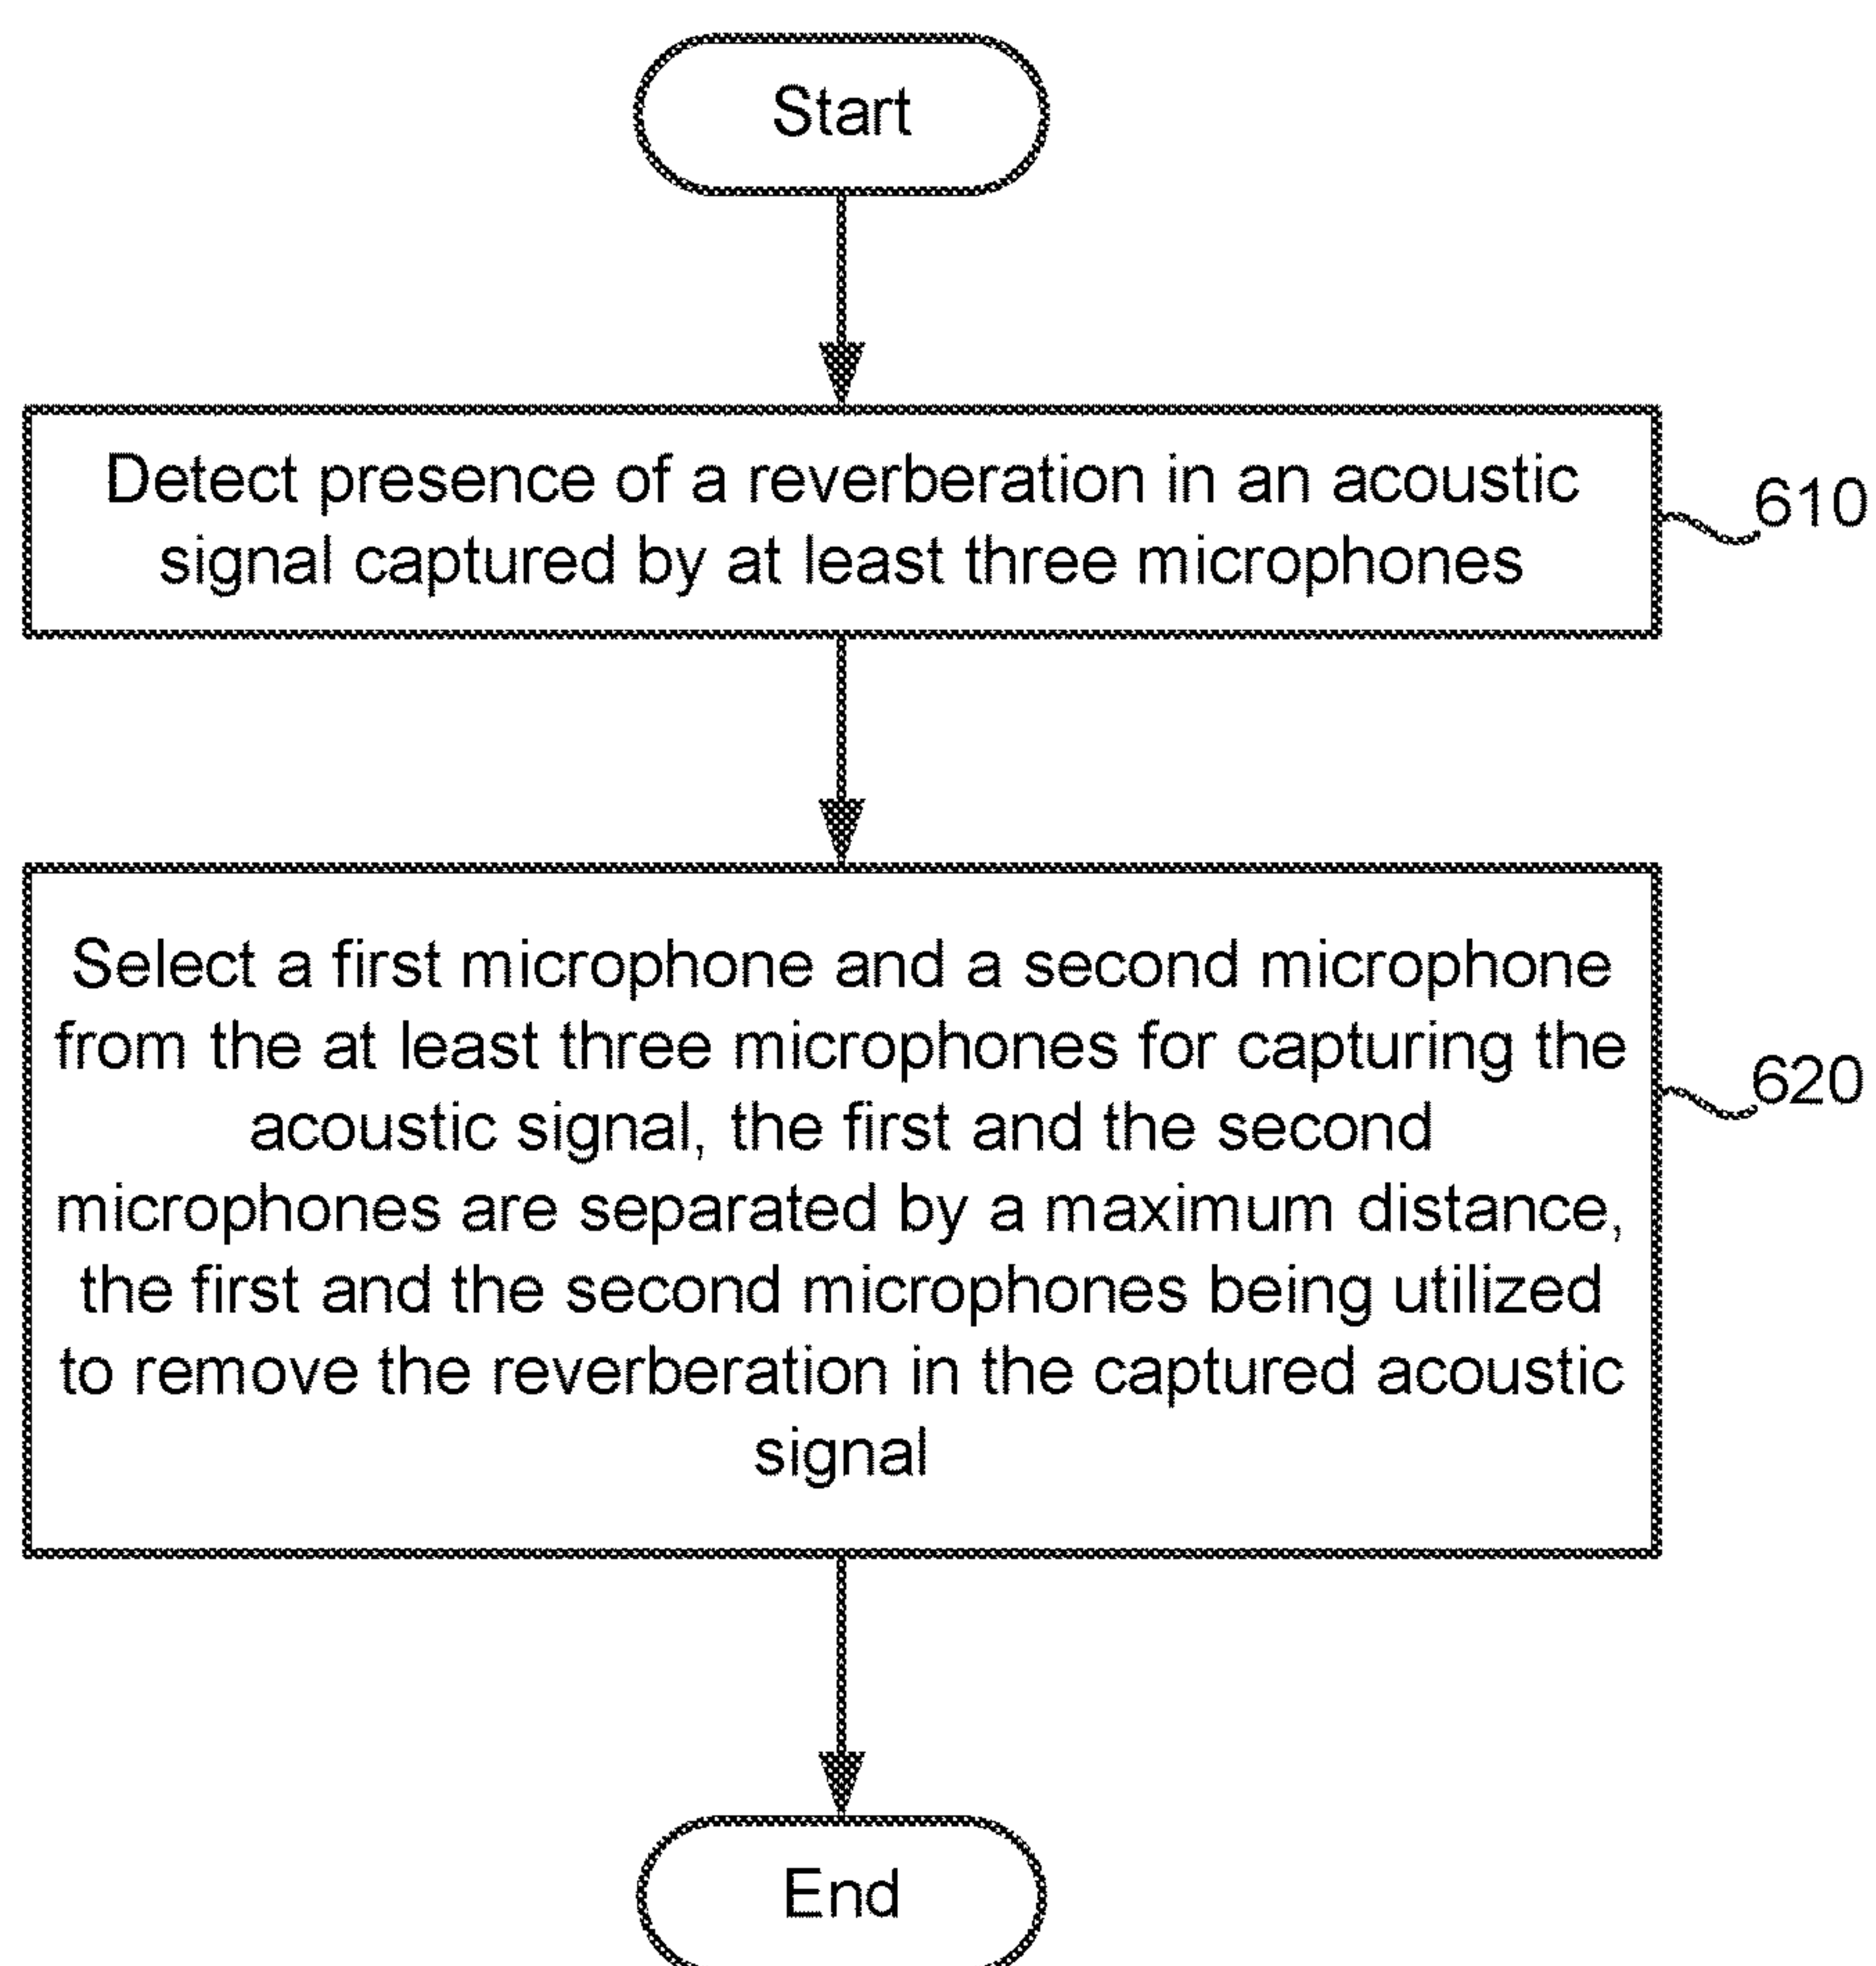 Start
Detect presence of a reverberation in an acoustic
signal captured by at least three microphones
610
Select a first microphone and a second microphone
from the at least three microphones for capturing the
acoustic signal, the first and the second
microphones are separated by a maximum distance,
the first and the second microphones being utilized
to remove the reverberation in the captured acoustic
signal
620
End